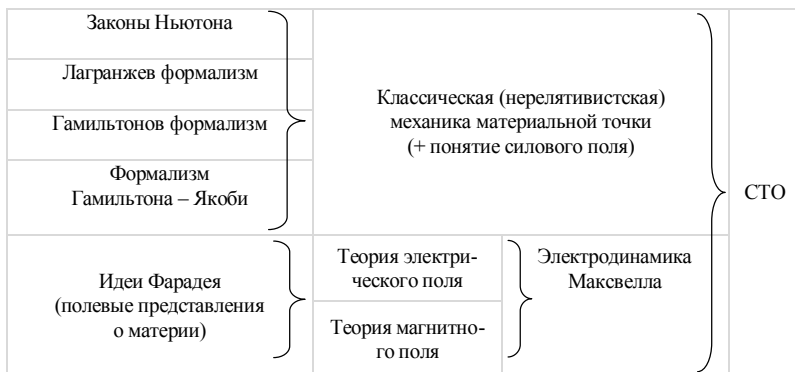 Законы Ньютона
Лагранжев формализм
Гамильтонов формализм
Формализм
Гамильтона – Якоби
Классическая (нерелятивистская)
механика материальной точки
(+ понятие силового поля)
СТО
Идеи Фарадея
(полевые представления
о материи)
Теория электри-
ческого поля
Теория магнитно-
го поля
Электродинамика
Максвелла